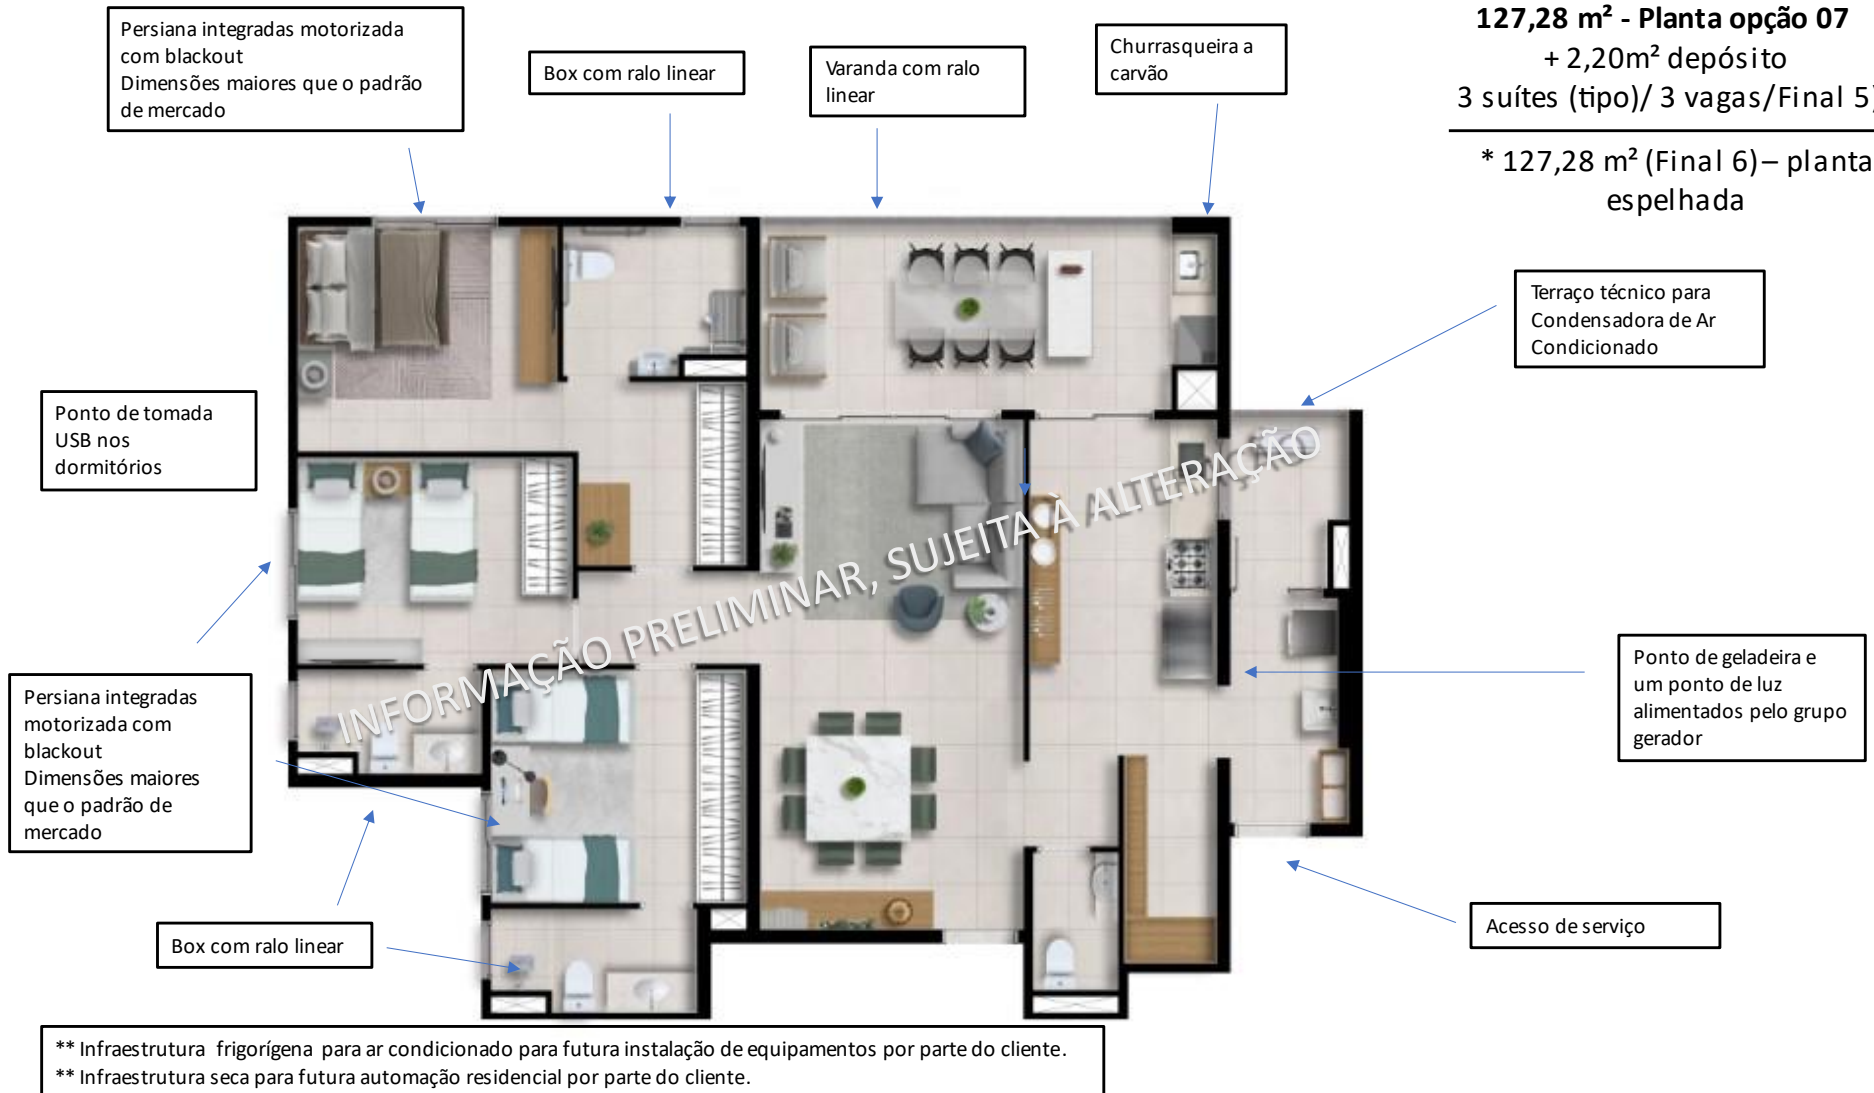 Persiana integradas motorizada
com blackout
Dimensões maiores que o padrão
de mercado
Box com ralo linear
Varanda com ralo
linear
Churrasqueira a
carvão
127,28 m² - Planta opção 07
+ 2,20m² depósito
3 suítes (tipo)/ 3 vagas/Final 5)
* 127,28 m² (Final 6) – planta
espelhada
Terraço técnico para
Condensadora de Ar
Condicionado
Ponto de tomada
USB nos
dormitórios
INFORMAÇÃO PRELIMINAR, SUJEITA À ALTERAÇÃO
Persiana integradas
motorizada com
blackout
Dimensões maiores
que o padrão de
mercado
Ponto de geladeira e
um ponto de luz
alimentados pelo grupo
gerador
Box com ralo linear
Acesso de serviço
** Infraestrutura frigorígena para ar condicionado para futura instalação de equipamentos por parte do cliente.
** Infraestrutura seca para futura automação residencial por parte do cliente.